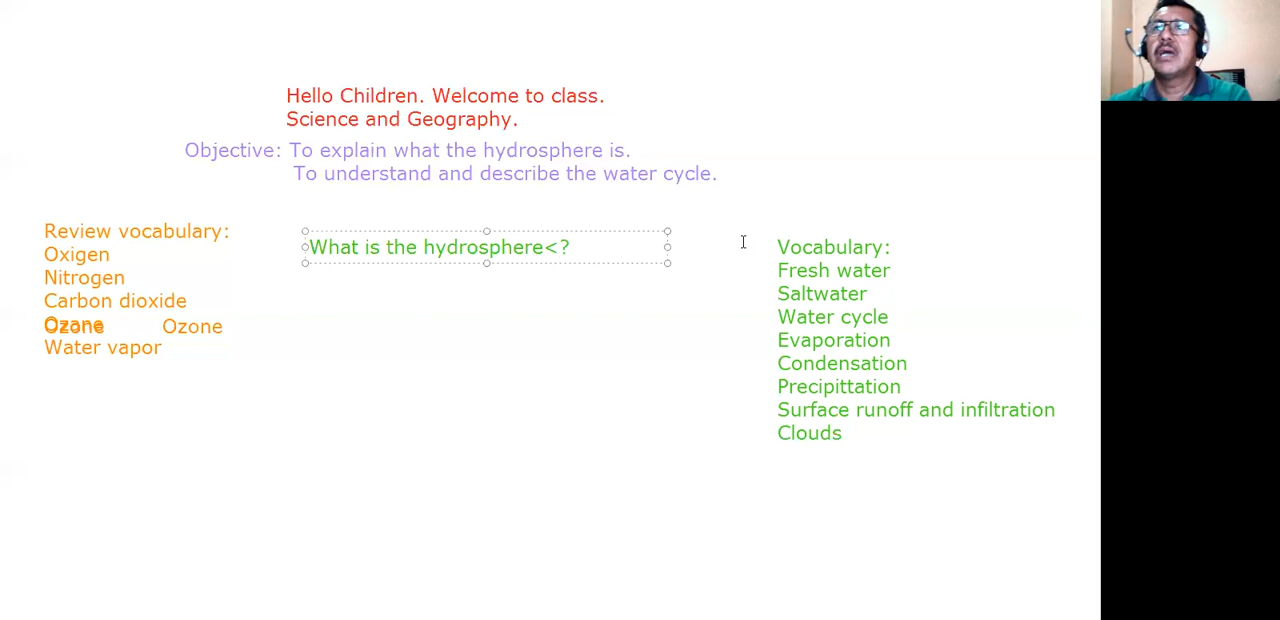 Hello Children. Welcome to class.
Science and Geography.
Objective: To explain what the hydrosphere is.
To understand and describe the water cycle.
Review vocabulary:
Oxigen
Nitrogen
Carbon dioxide
Ozone Ozone
Water vapor
What is the hydrosphere<?
Vocabulary:
Fresh water
Saltwater
Water cycle
Evaporation
Condensation
Precipittation
Surface runoff and infiltration
Clouds